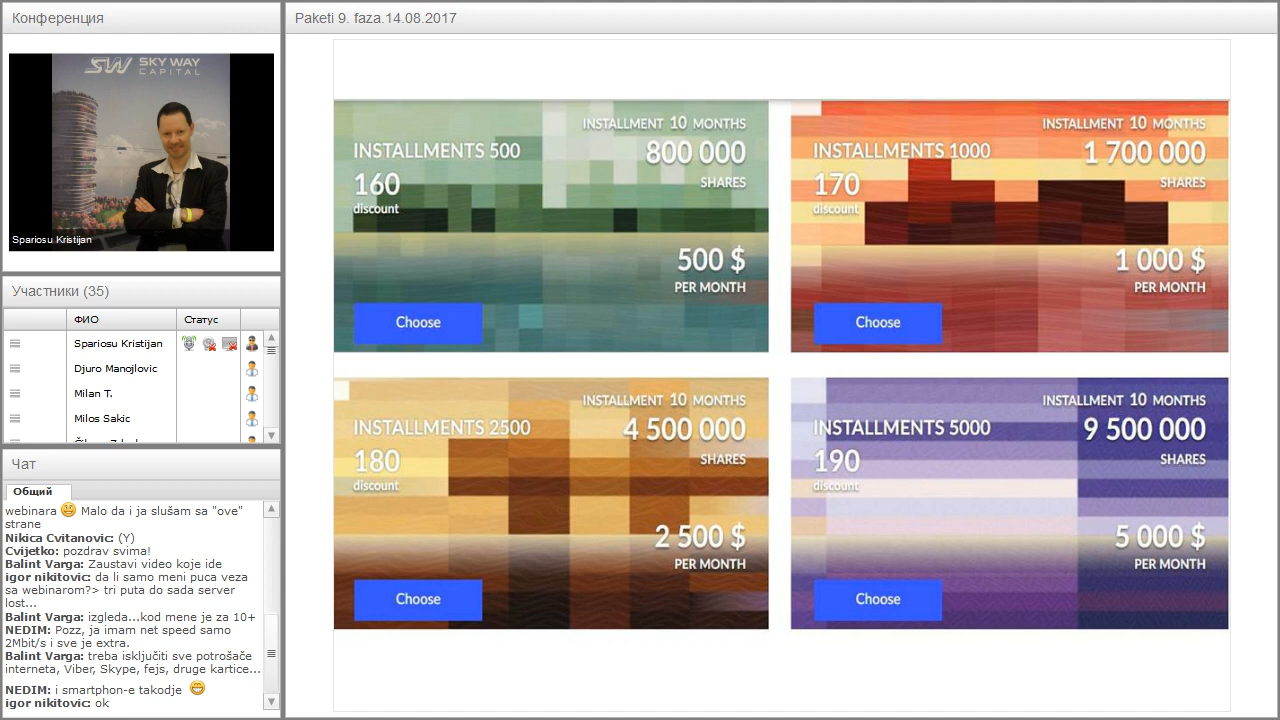 Конференция
SKY WAY
CAPITAL
Spariosu Kristijan
Участники (35)
ФИО
Статус
Spariosu Kristijan
Djuro Manojlovic
Milan T.
Milos Sakic
Чат
Общий
webinara Malo da i ja slušam sa "ove"
strane
Nikica Cvitanovic: (Y)
Cvijetko: pozdrav svima!
Balint Varga: Zaustavi video koje ide
igor nikitovic: da li samo meni puca veza
sa webinarom?> tri puta do sada server
lost...
Balint Varga: izgleda...kod mene je za 10+
NEDIM: Pozz, ja imam net speed samo
2Mbit/s i sve je extra.
Balint Varga: treba isključiti sve potrošače
interneta, Viber, Skype, fejs, druge kartice...
NEDIM: i smartphon-e takodje
igor nikitovic: ok
Paketi 9. faza.14.08.2017
INSTALLMENT 10 MONTHS
INSTALLMENTS 500
800 000
160
SHARES
discount
500 $
PER MONTH
Choose
INSTALLMENT 10 MONTHS
INSTALLMENTS 1000
1 700 000
170
SHARES
discount
1 000 $
PER MONTH
Choose
INSTALLMENT 10 MONTHS
INSTALLMENTS 2500
4 500 000
180
SHARES
discount
2 500 $
PER MONTH
Choose
INSTALLMENT 10 MONTHS
INSTALLMENTS 5000
9 500 000
190
SHARES
discount
5 000 $
PER MONTH
Choose